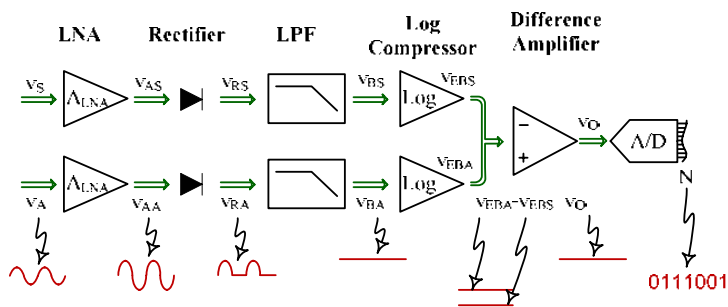 LNA Rectifier LPF Log Compressor Difference Amplifier
vS ALNA vAS vRS vBS Log vEBS
− + vO A/D
vA ALNA vAA vRA vBA Log vEBA
vEBA-vEBS vO N
0111001